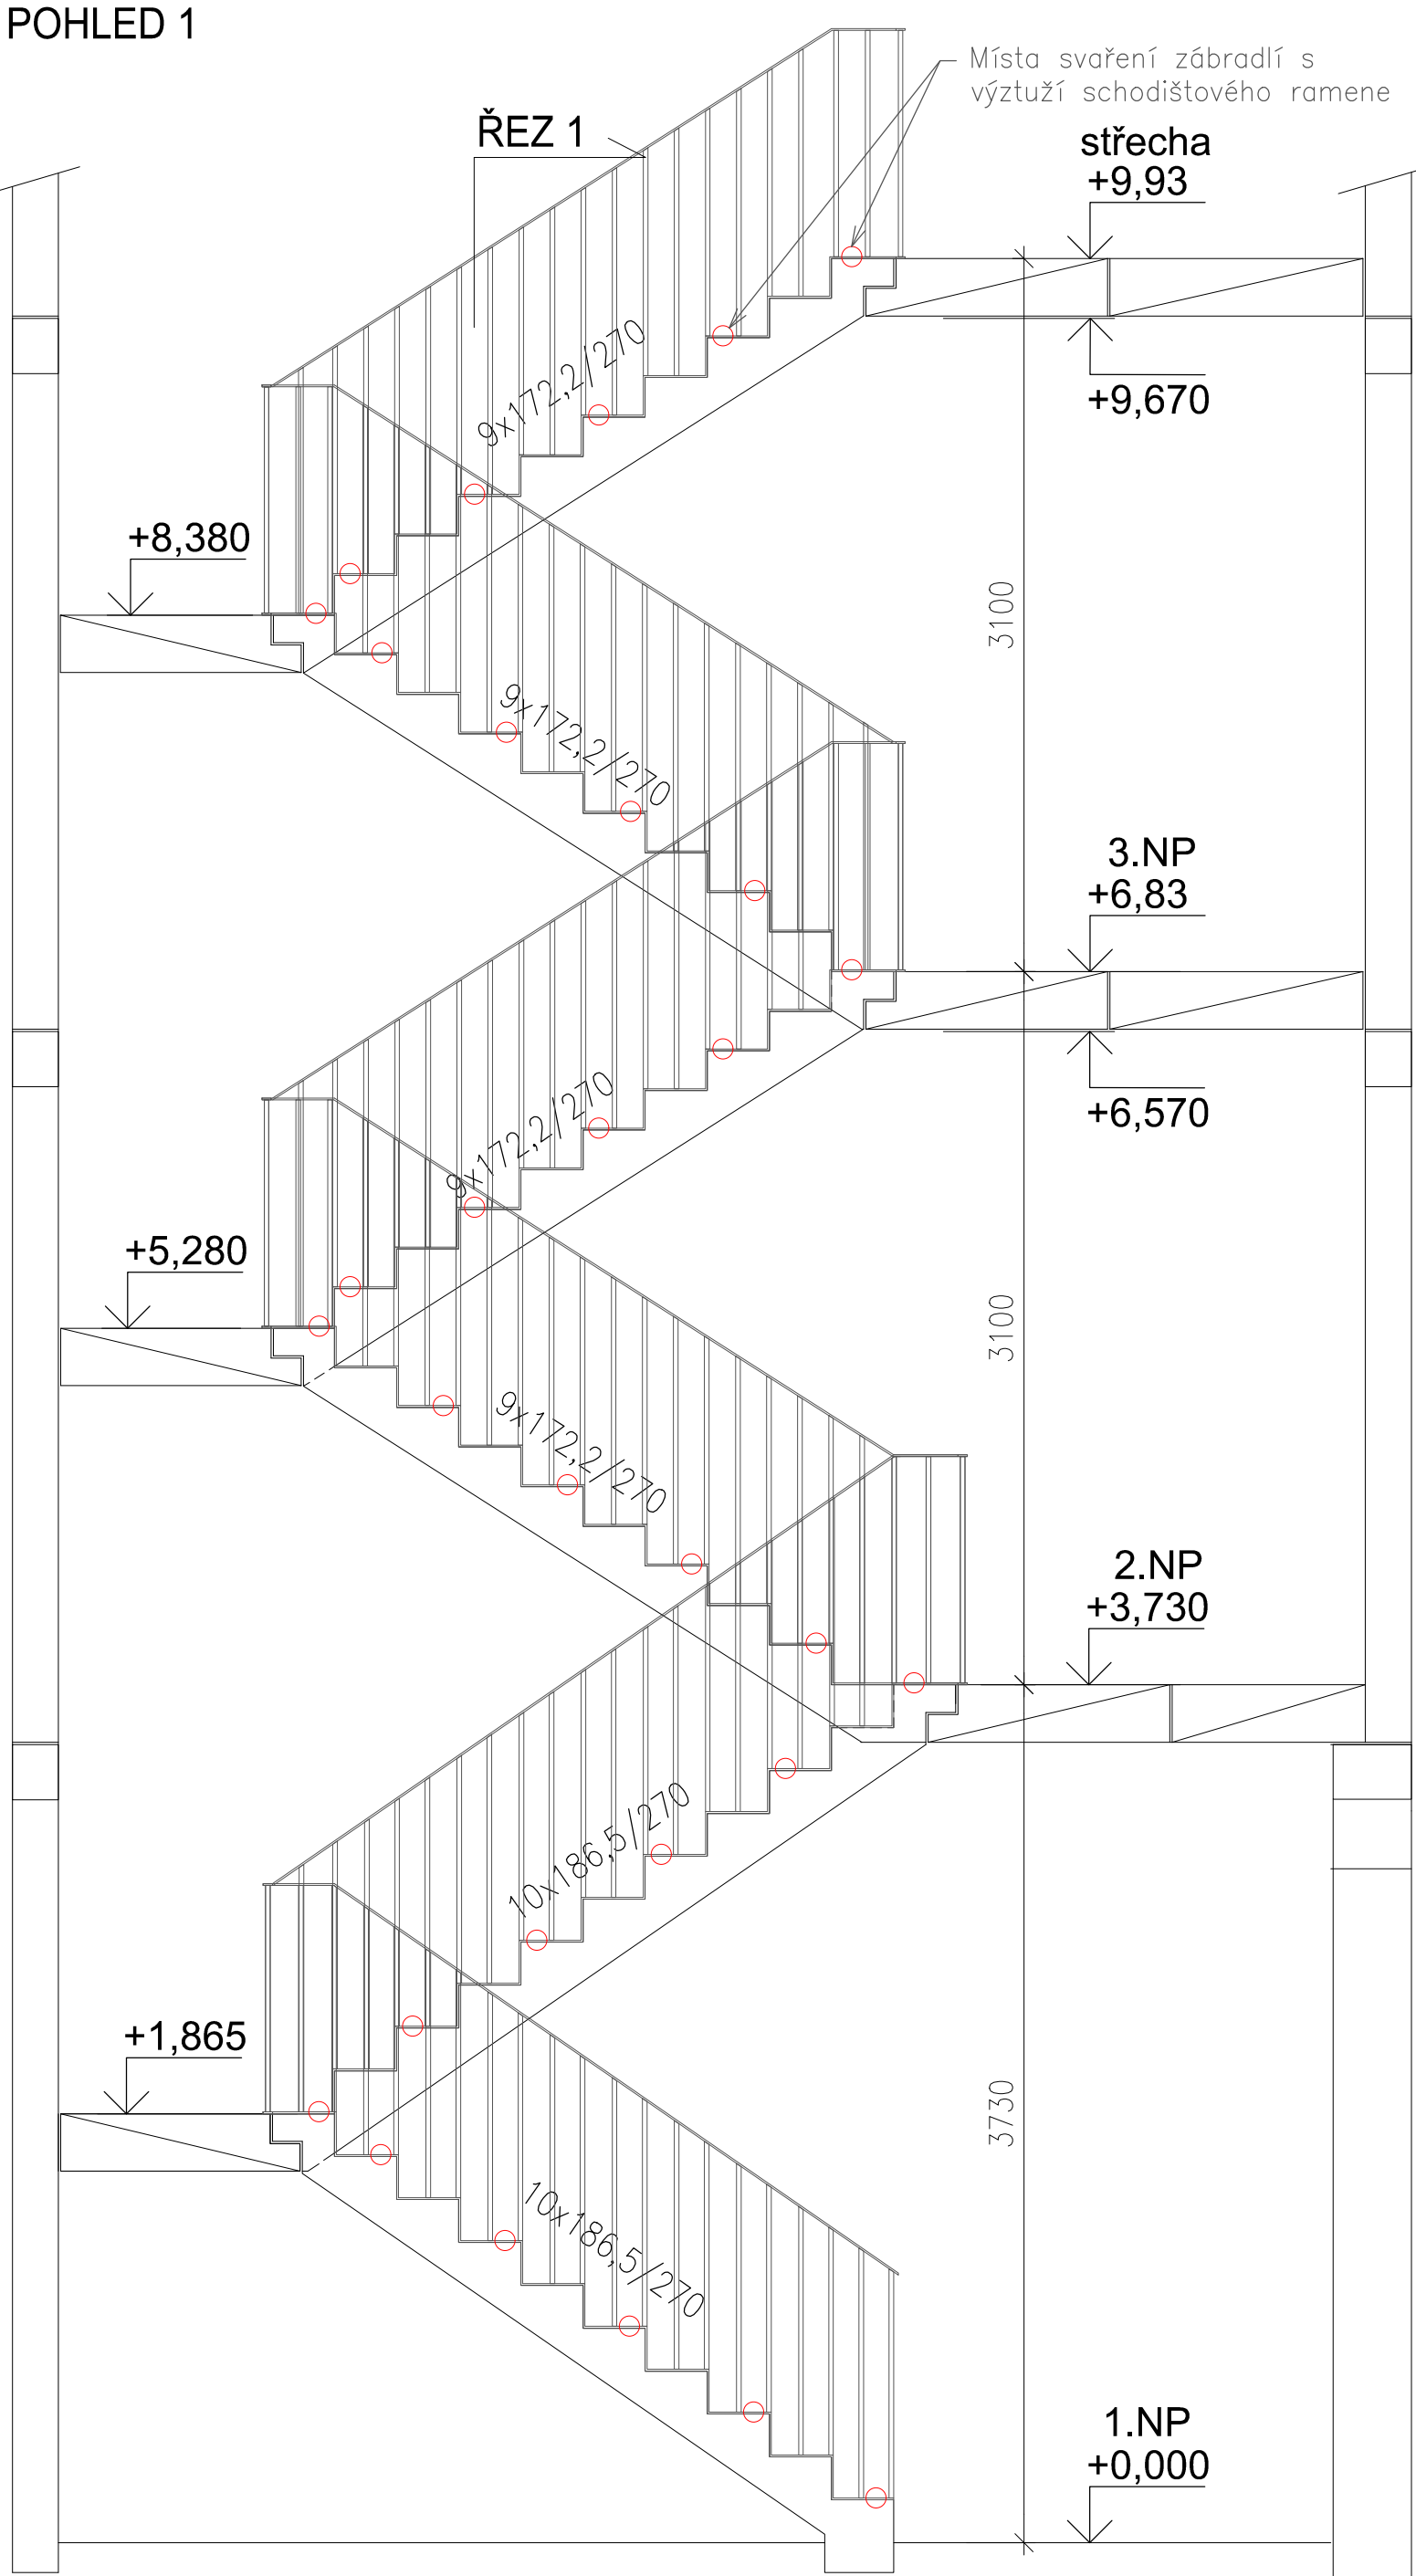 POHLED 1
Místa svaření zábradlí s
výztuží schodištového ramene
ŘEZ 1
střecha
+9,93
9x172,2/270
+9,670
+8,380
3100
9x172,2/270
3.NP
+6,83
9x172,2/270
+6,570
+5,280
3100
9x172,2/270
2.NP
+3,730
10x186,5/270
+1,865
3730
10x186,5/270
1.NP
+0,000